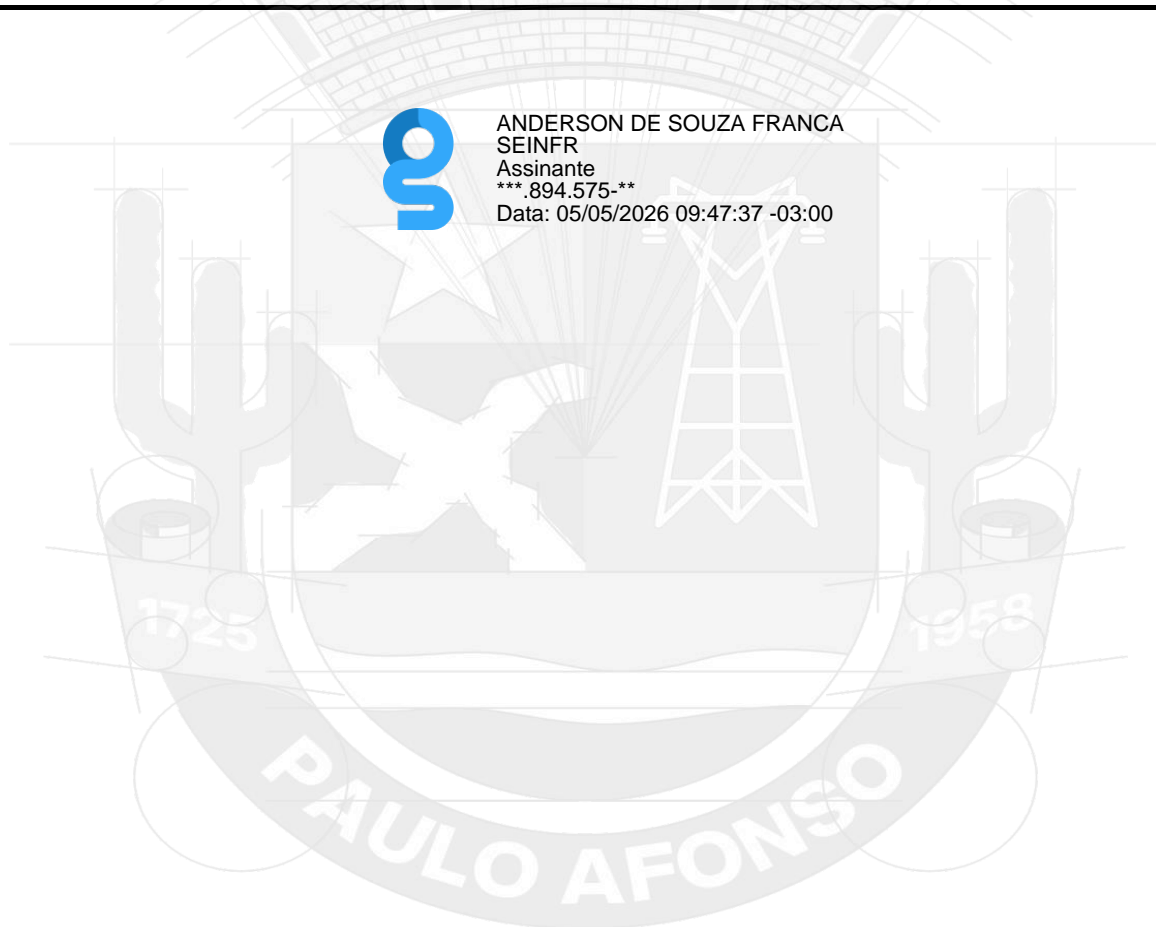 ANDERSON DE SOUZA FRANCA
SEINFR
Assinante
***.894.575-**
Data: 05/05/2026 09:47:37 -03:00
1725
1958
PAULO AFONSO